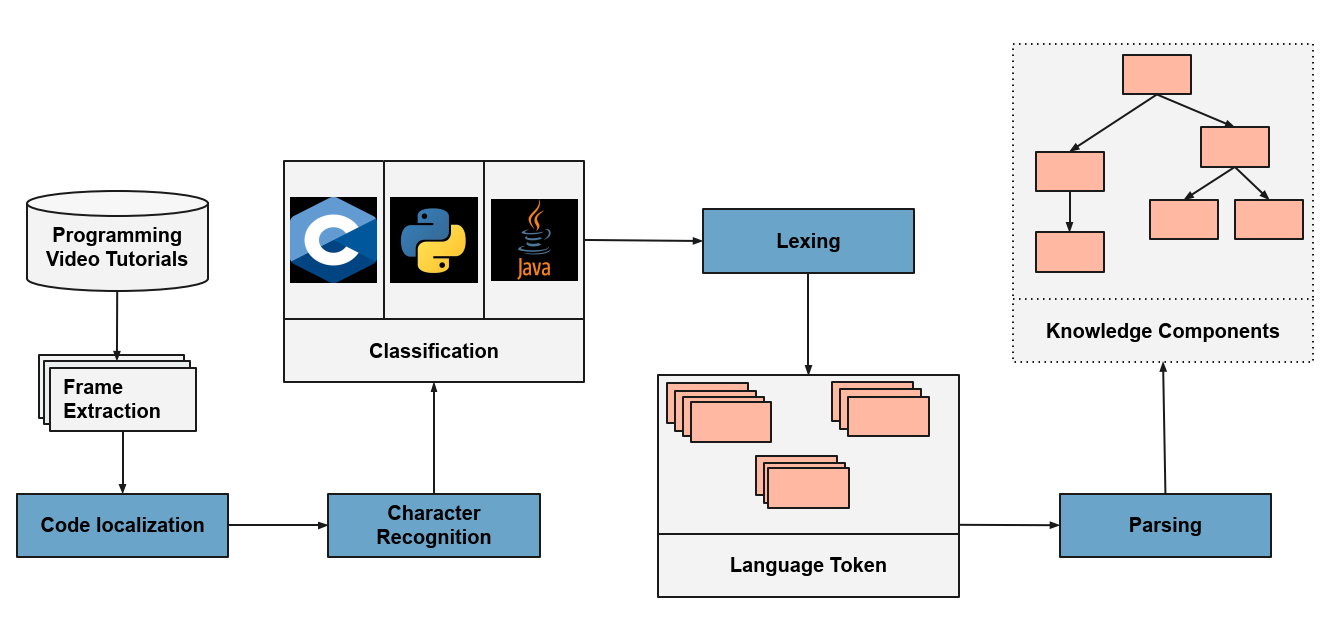 Programming
Video Tutorials
Frame
Extraction
Code localization
Character
Recognition
C
Java
Classification
Lexing
Language Token
Parsing
Knowledge Components